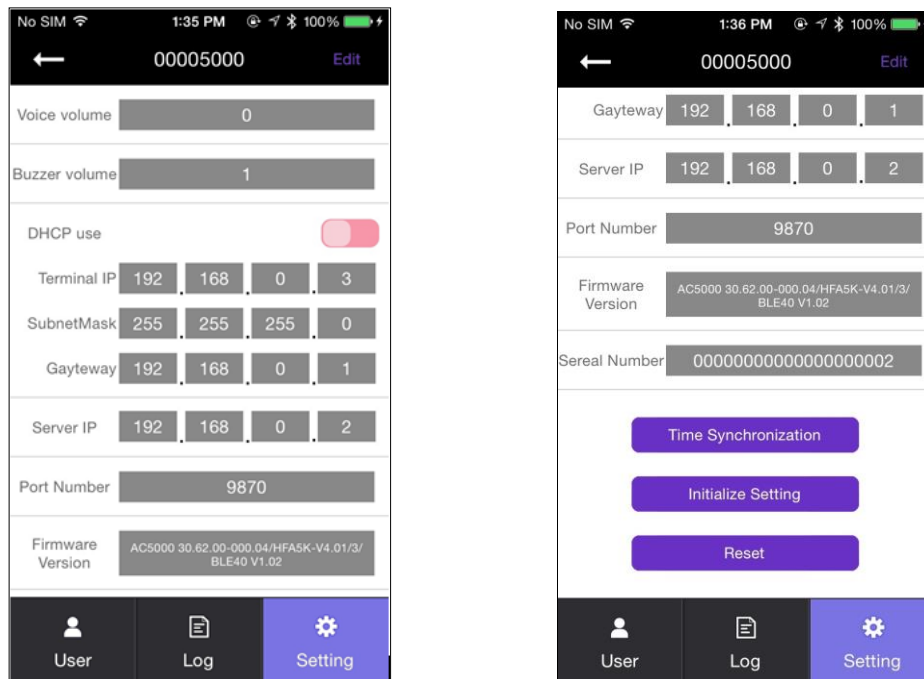 No SIM 1:35 PM 100%
00005000 Edit
Voice volume 0
Buzzer volume 1
DHCP use
Terminal IP 192 . 168 . 0 . 3
SubnetMask 255 . 255 . 255 . 0
Gayteway 192 . 168 . 0 . 1
Server IP 192 . 168 . 0 . 2
Port Number 9870
Firmware Version AC5000 30.62.00-000.04/HFA5K-V4.01/3/
BLE40 V1.02
User Log Setting
No SIM 1:36 PM 100%
00005000 Edit
Gayteway 192 . 168 . 0 . 1
Server IP 192 . 168 . 0 . 2
Port Number 9870
Firmware Version AC5000 30.62.00-000.04/HFA5K-V4.01/3/
BLE40 V1.02
Sereal Number 00000000000000000002
Time Synchronization
Initialize Setting
Reset
User Log Setting